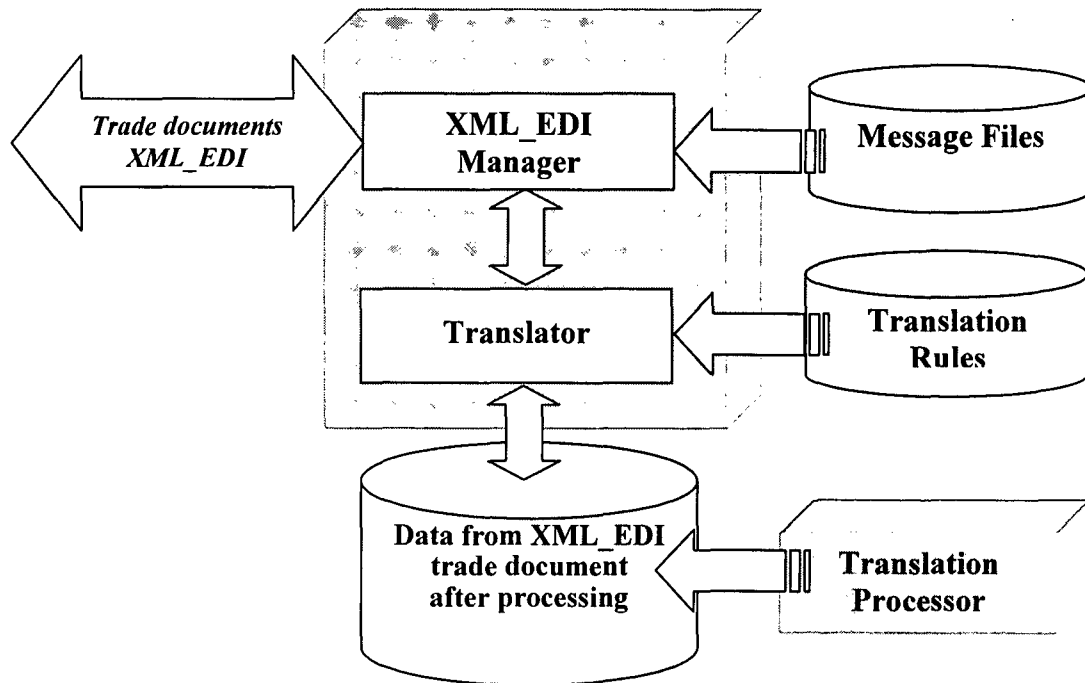 Trade documents
XML_EDI
XML_EDI
Manager
Message Files
Translator
Translation
Rules
Data from XML_EDI
trade document
after processing
Translation
Processor